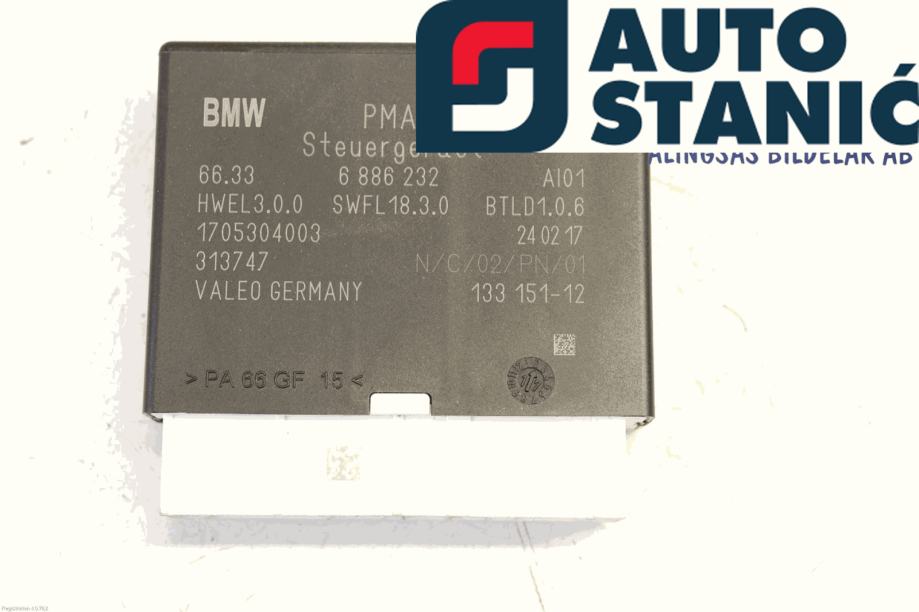 AUTO
STANIĆ
ALINGSÅS BILDELAR AB
BMW PMA
Steuergerät
66.33 6 886 232 AI01
HWEL3.0.0 SWFL18.3.0 BTLD1.0.6
1705304003 24 02 17
313747 N/C/02/PN/01
VALEO GERMANY 133 151-12
> PA 66 GF 15 <